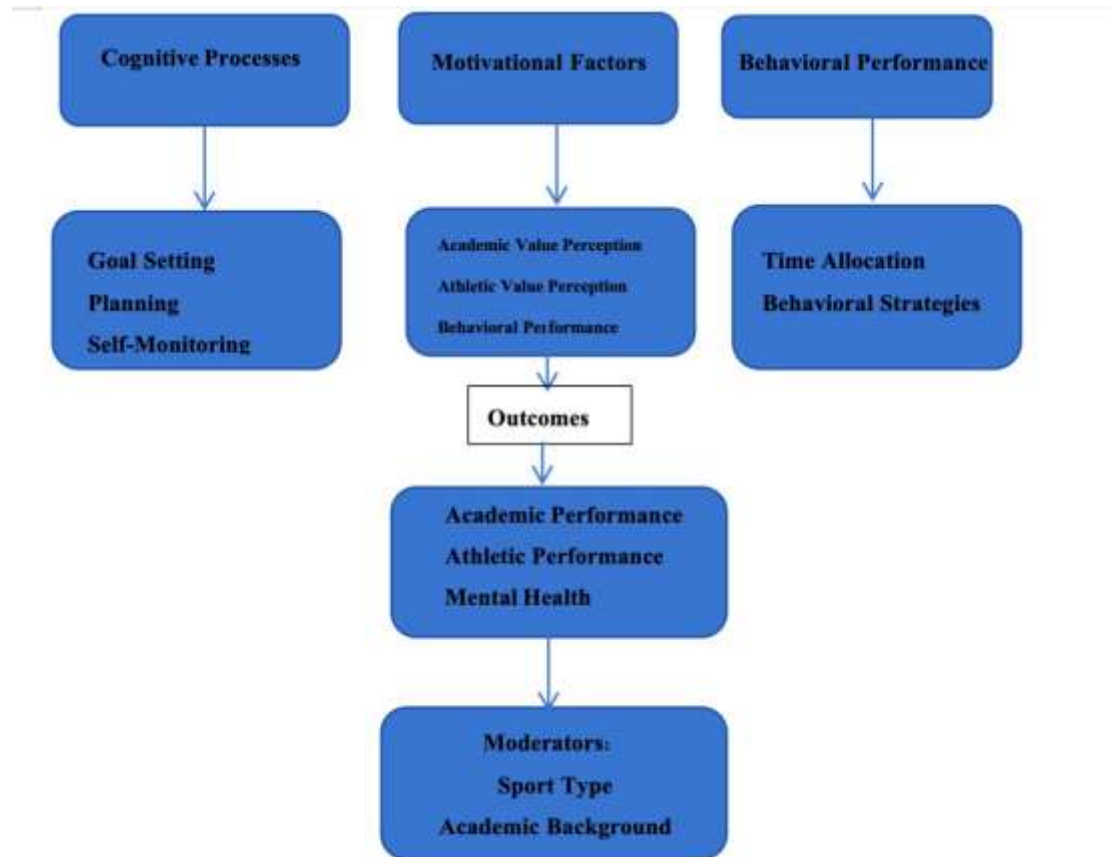 Cognitive Processes
Motivational Factors
Behavioral Performance
Goal Setting
Planning
Self-Monitoring
Academic Value Perception
Athletic Value Perception
Behavioral Performance
Time Allocation
Behavioral Strategies
Outcomes
Academic Performance
Athletic Performance
Mental Health
Moderators:
Sport Type
Academic Background